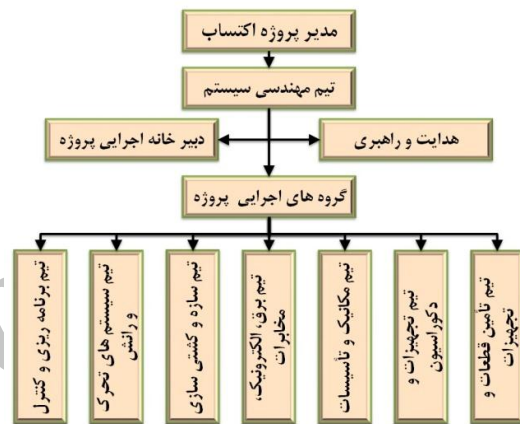 مدیر پروژه اکتساب
تیم مهندسی سیستم
هدایت و راهبری
دبیر خانه اجرایی پروژه
گروه های اجرایی پروژه
تیم تأمین قطعات و
تجهیزات
تیم تجهیزات و
دکوراسیون
تیم مکانیک و تأسیسات
تیم برق، الکترونیک،
مخابرات
تیم سازه و کشتی سازی
تیم سیستم های تحرک
و رانش
تیم برنامه ریزی و کنترل